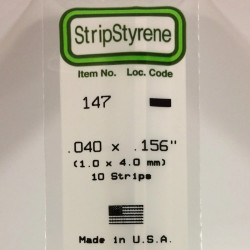 StripStyrene
Item No. Loc. Code
147
.040 x .156"
(1.0 x 4.0 mm)
10 Strips
Made in U.S.A.